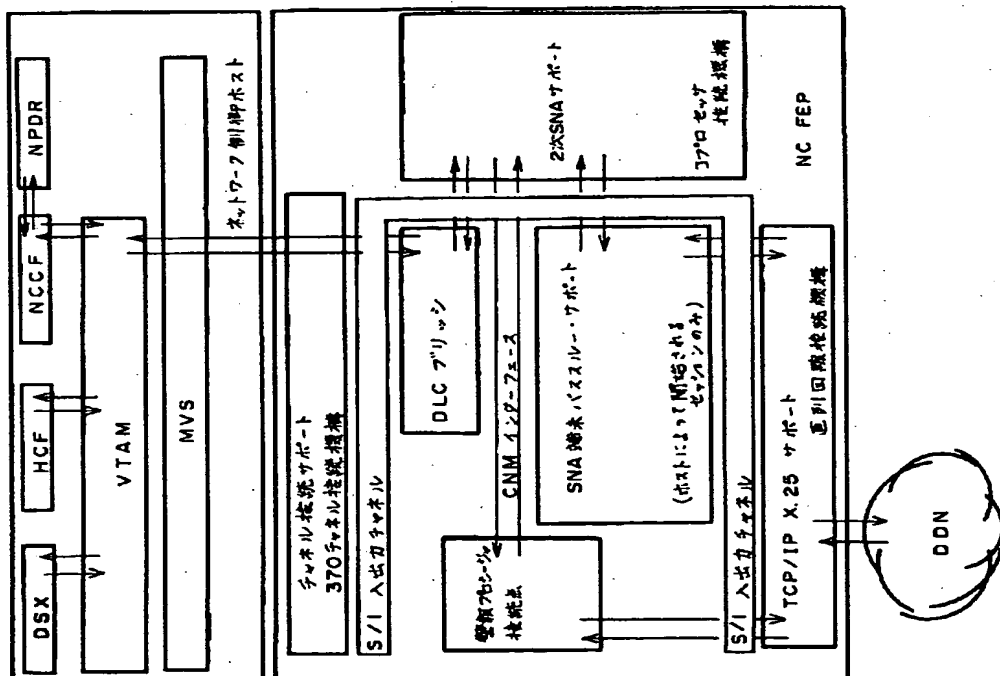 DSX
HCF
NCCF
NPDR
VTAM
MVS
ネットワーク制御ホスト
チャネル接続サポート
370チャネル接続機構
S/1 入出力チャネル
DLC ブリッジ
2次SNAサポート
コプロセッサ
接続機構
CNM インターフェース
SNA端末パススルー・サポート
(ホストによって開始される
セッションのみ)
接続点
S/1 入出力チャネル
TCP/IP X.25 サポート
直列回線接続機構
NC FEP
DDN